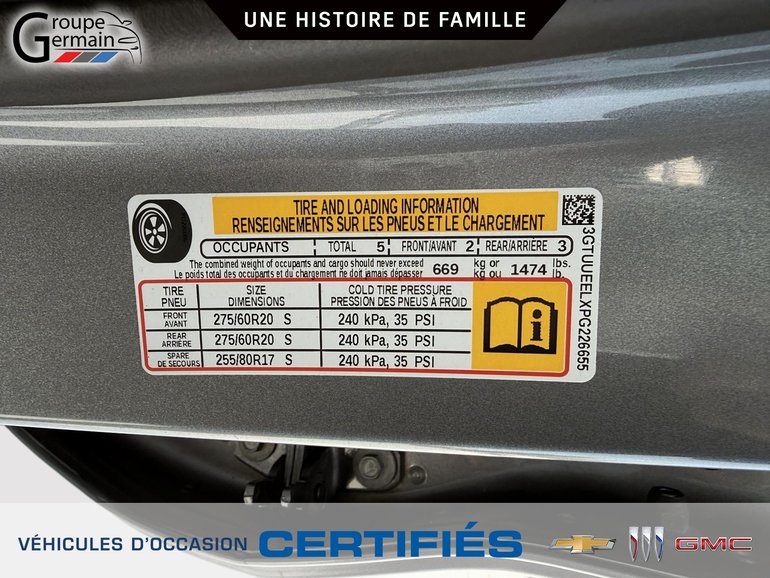 Groupe
Germain
UNE HISTOIRE DE FAMILLE
TIRE AND LOADING INFORMATION
RENSEIGNEMENTS SUR LES PNEUS ET LE CHARGEMENT
OCCUPANTS TOTAL 5 FRONT/AVANT 2 REAR/ARRIÈRE 3
The combined weight of occupants and cargo should never exceed 669 kg or 1474 lbs.
Le poids total des occupants et du chargement ne doit jamais dépasser kg ou lb.
TIRE SIZE COLD TIRE PRESSURE
PNEU DIMENSIONS PRESSION DES PNEUS À FROID
FRONT
AVANT 275/60R20 S 240 kPa, 35 PSI
REAR
ARRIÈRE 275/60R20 S 240 kPa, 35 PSI
SPARE
DE SECOURS 255/80R17 S 240 kPa, 35 PSI
3GTUUEELXPG226655
VÉHICULES D'OCCASION CERTIFIÉS GMC